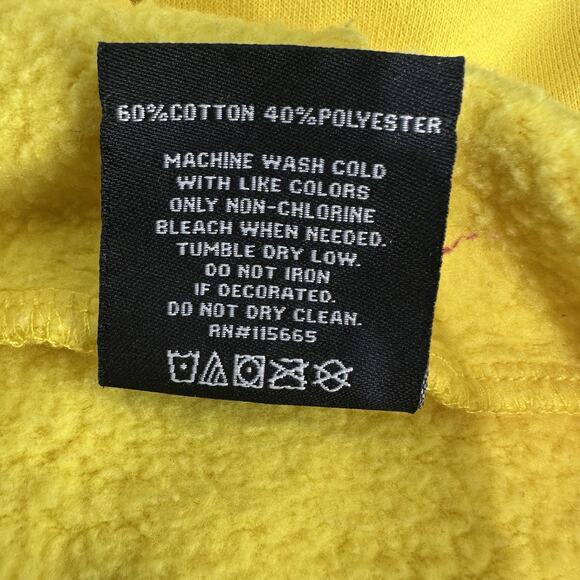 60%COTTON 40%POLYESTER
MACHINE WASH COLD
WITH LIKE COLORS
ONLY NON-CHLORINE
BLEACH WHEN NEEDED.
TUMBLE DRY LOW.
DO NOT IRON
IF DECORATED.
DO NOT DRY CLEAN.
RN#115665